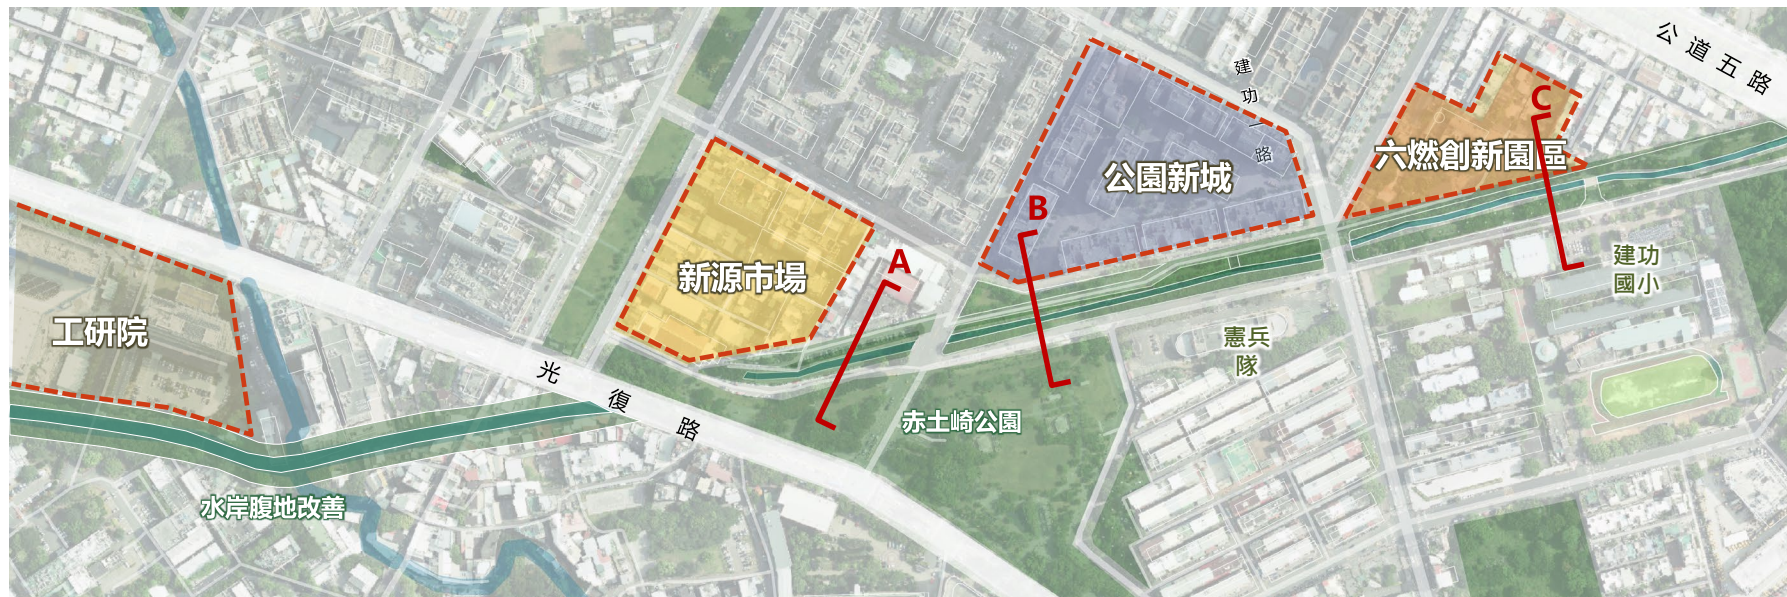 公道五路
建功一路
C
六燃創新園區
公園新城
B
新源市場
A
建功
國小
工研院
憲兵
隊
光復路
赤土崎公園
水岸腹地改善